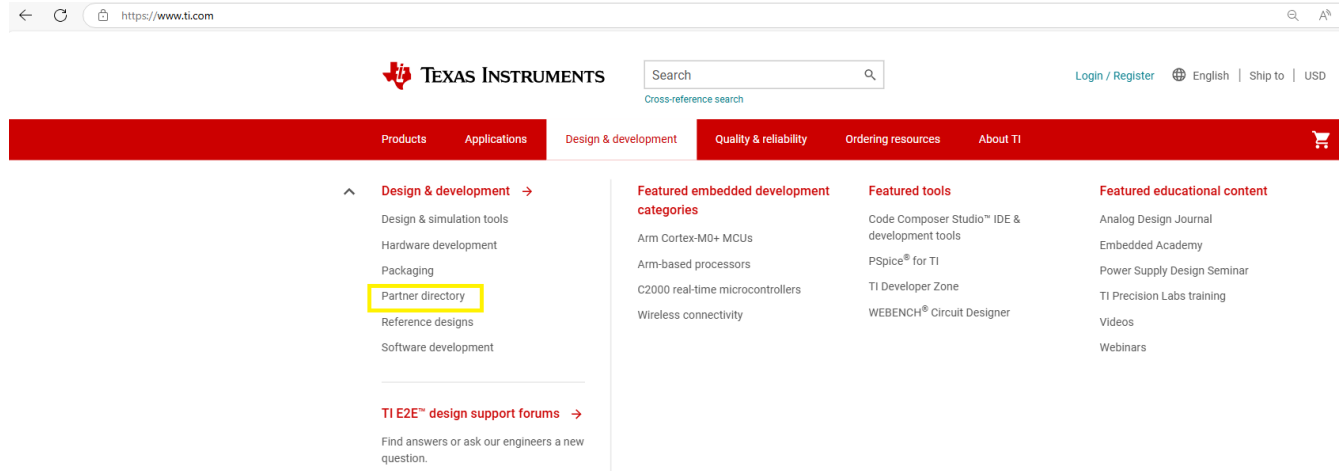 https://www.ti.com
TEXAS INSTRUMENTS
Search
Cross-reference search
Login / Register
English | Ship to | USD
Products
Applications
Design & development
Quality & reliability
Ordering resources
About TI
Design & development →
Design & simulation tools
Hardware development
Packaging
Partner directory
Reference designs
Software development
TI E2E™ design support forums →
Find answers or ask our engineers a new
question.
Featured embedded development
categories
Arm Cortex-M0+ MCUs
Arm-based processors
C2000 real-time microcontrollers
Wireless connectivity
Featured tools
Code Composer Studio™ IDE &
development tools
PSpice® for TI
TI Developer Zone
WEBENCH® Circuit Designer
Featured educational content
Analog Design Journal
Embedded Academy
Power Supply Design Seminar
TI Precision Labs training
Videos
Webinars